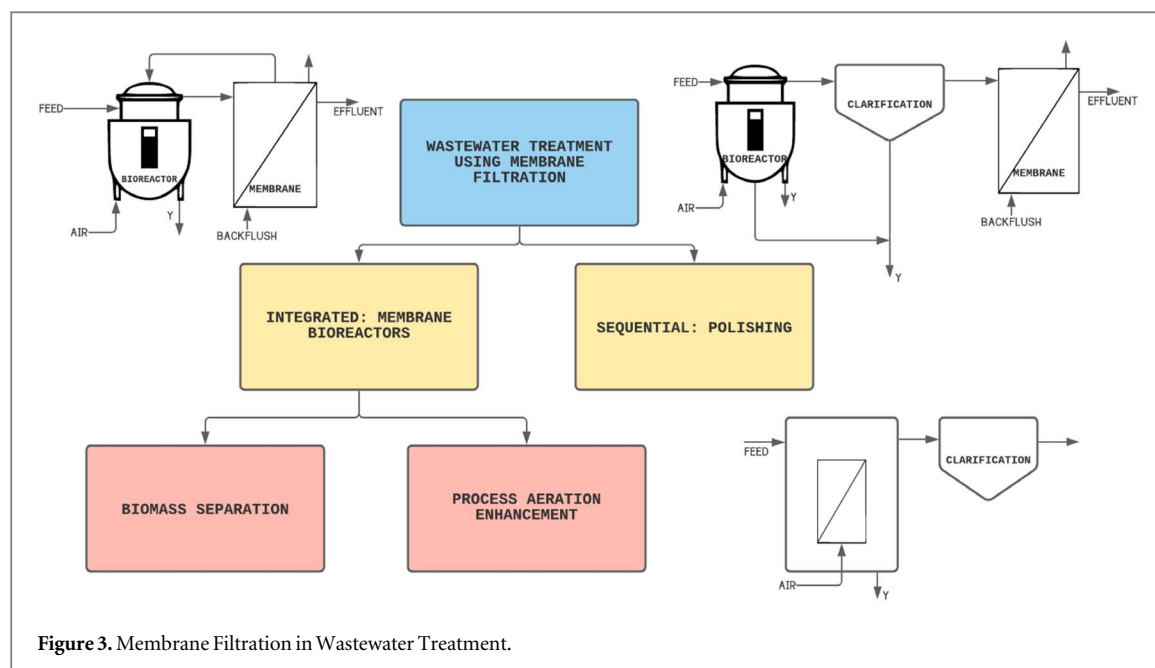 FEED
BIOREACTOR
AIR
Y
MEMBRANE
EFFLUENT
BACKFLUSH
WASTEWATER TREATMENT
USING MEMBRANE
FILTRATION
FEED
BIOREACTOR
AIR
Y
CLARIFICATION
Y
MEMBRANE
EFFLUENT
BACKFLUSH
INTEGRATED: MEMBRANE
BIOREACTORS
SEQUENTIAL: POLISHING
BIOMASS SEPARATION
PROCESS AERATION
ENHANCEMENT
FEED
CLARIFICATION
AIR
Y
Figure 3. Membrane Filtration in Wastewater Treatment.